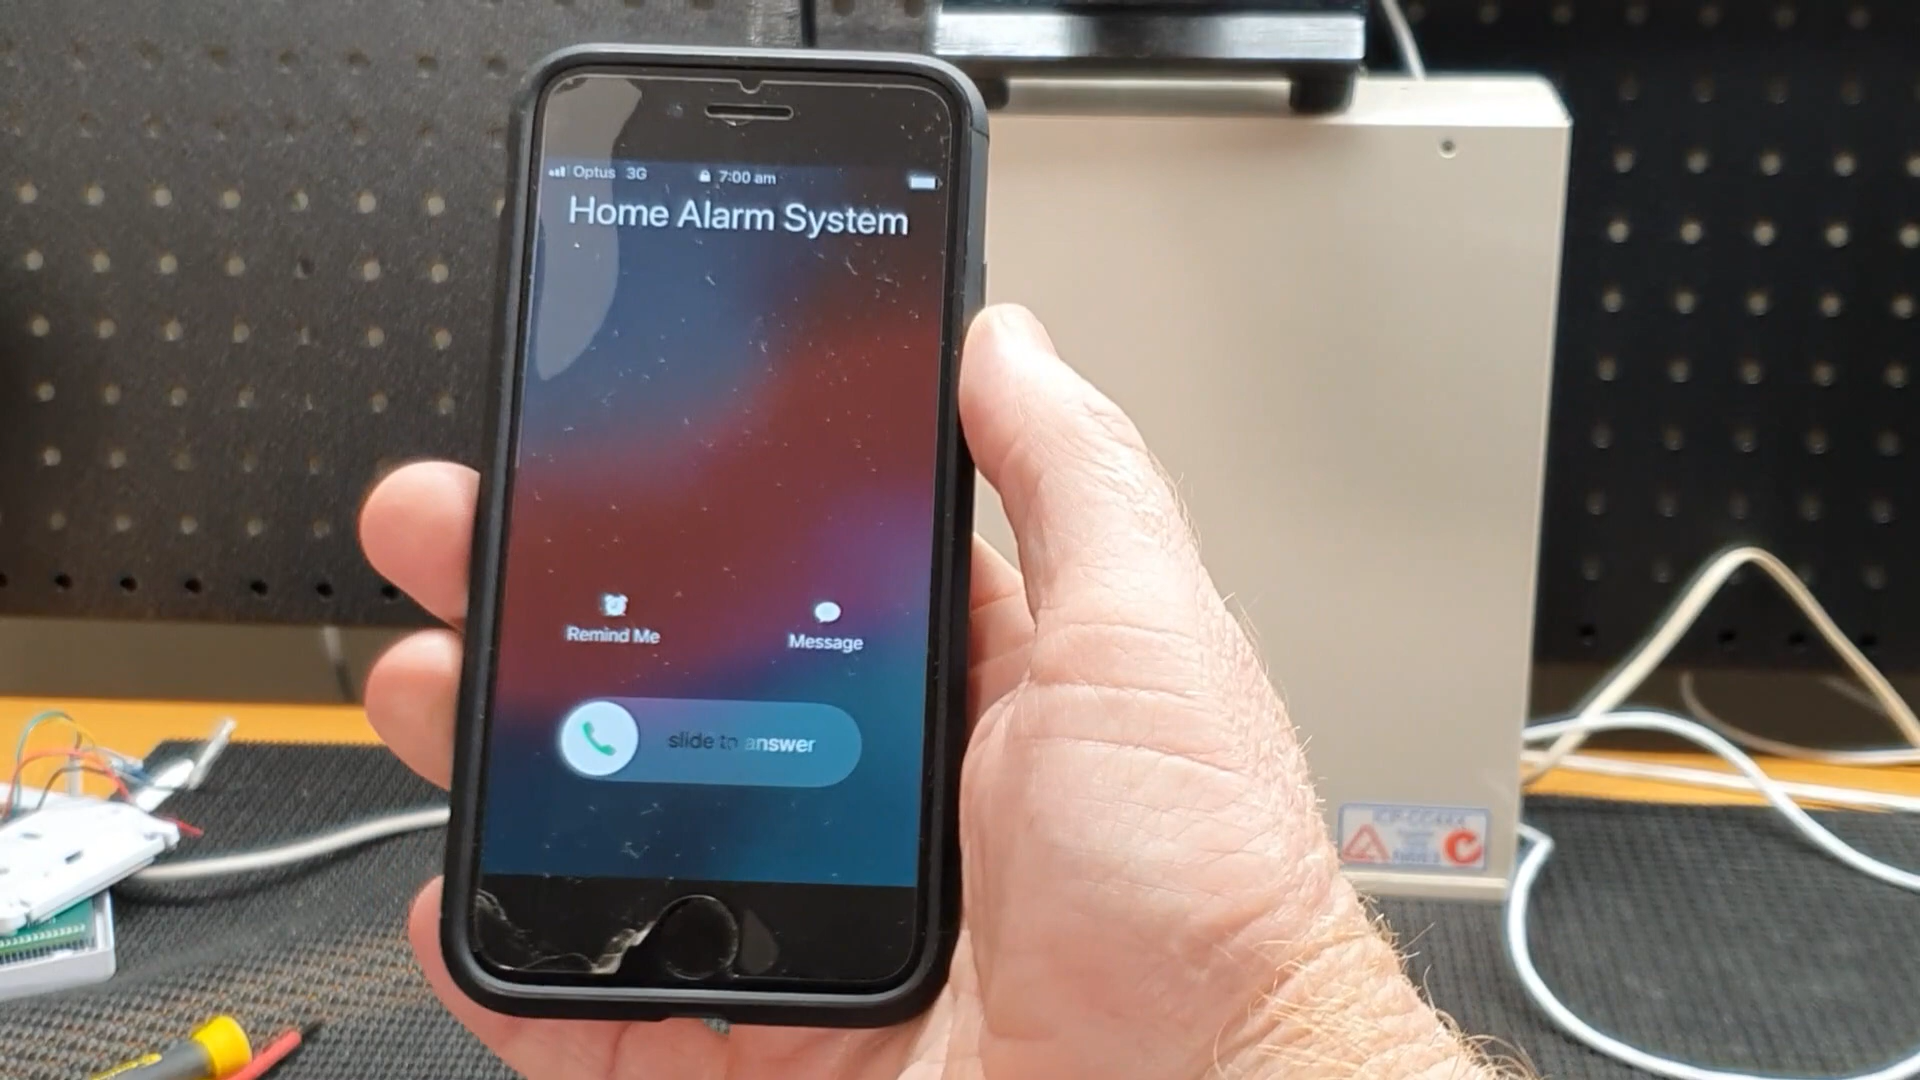 Optus 3G 7:00 am
Home Alarm System
Remind Me
Message
slide to answer